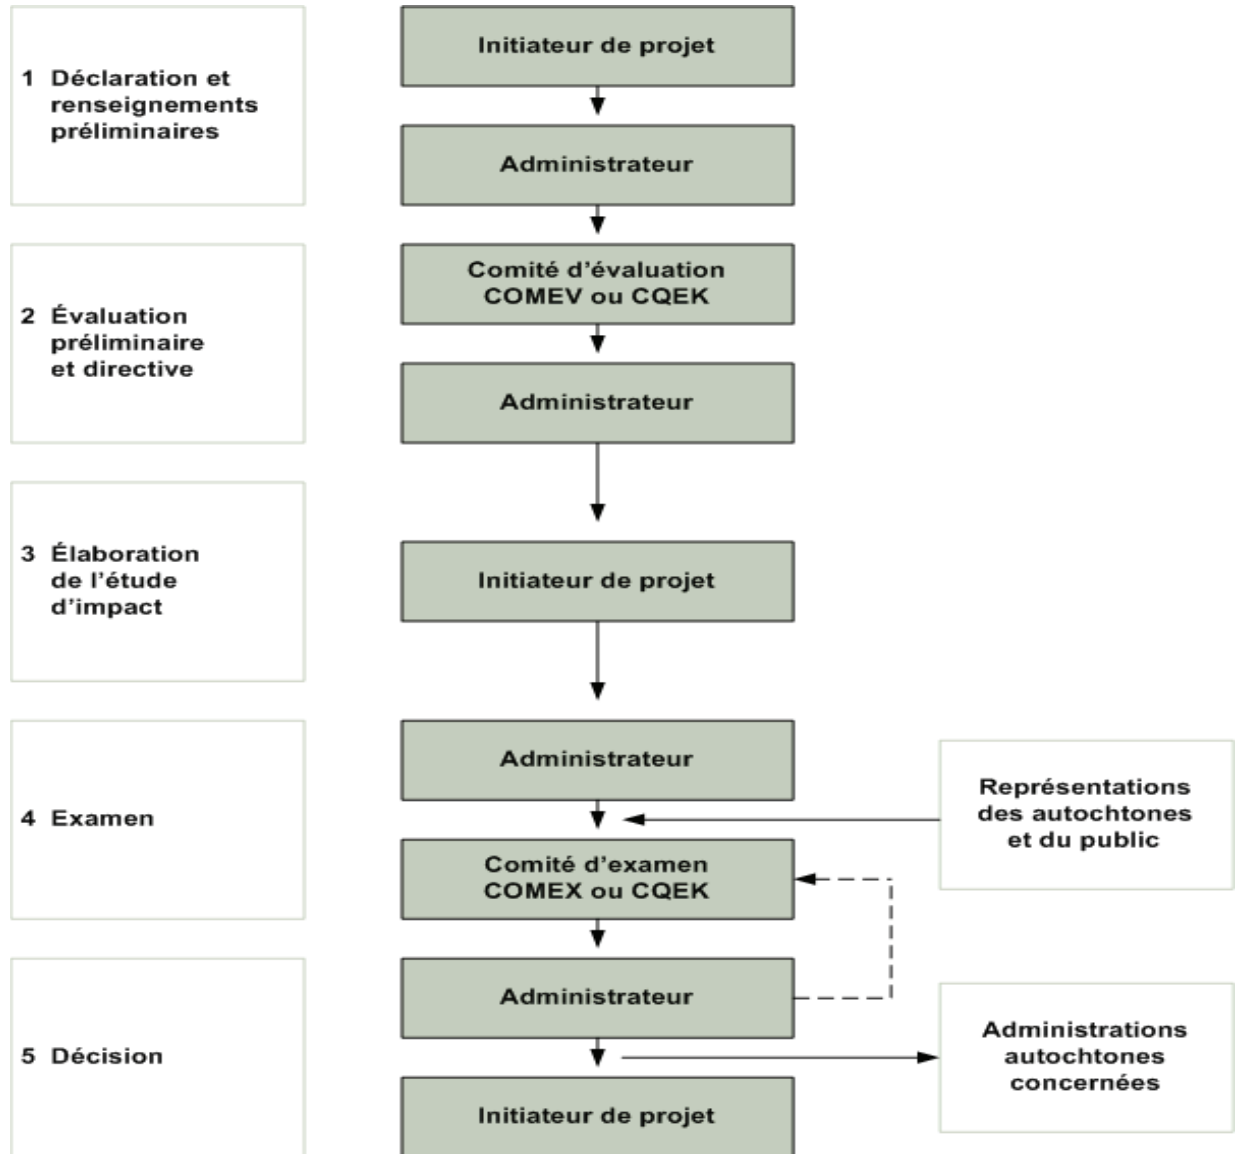 Initiateur de projet
1 Déclaration et
renseignements
préliminaires
Administrateur
Comité d'évaluation
COMEV ou CQEK
2 Évaluation
préliminaire
et directive
Administrateur
3 Élaboration
de l'étude
d'impact
Initiateur de projet
Administrateur
4 Examen
Représentations
des autochtones
et du public
Comité d'examen
COMEX ou CQEK
Administrateur
5 Décision
Administrations
autochtones
concernées
Initiateur de projet